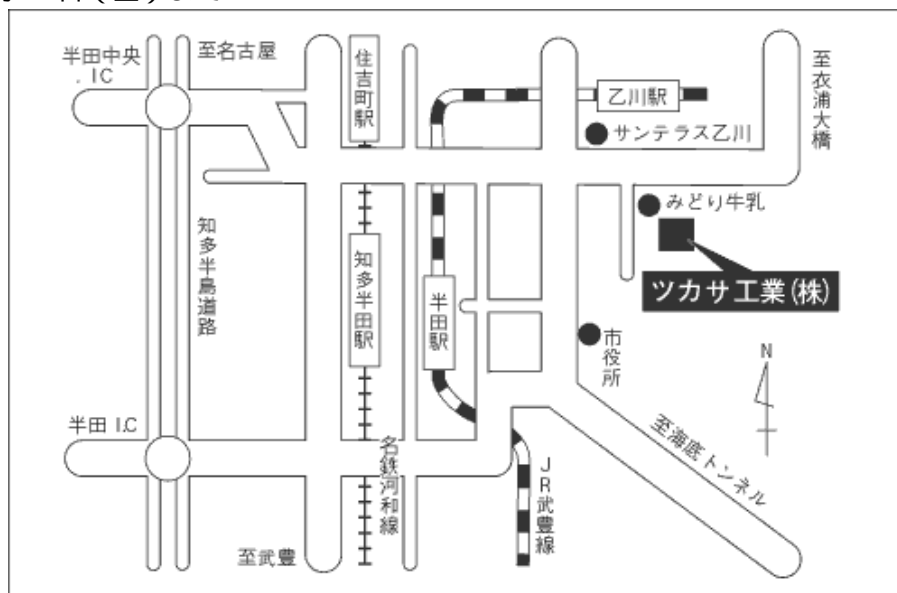 半田中央
IC
至名古屋
住吉町駅
乙川駅
至衣浦大橋
サンテラス乙川
みどり牛乳
ツカサ工業(株)
知多半島道路
知多半田駅
半田駅
市役所
N
半田 I.C
名鉄河和線
JR武豊線
至海底トンネル
至武豊